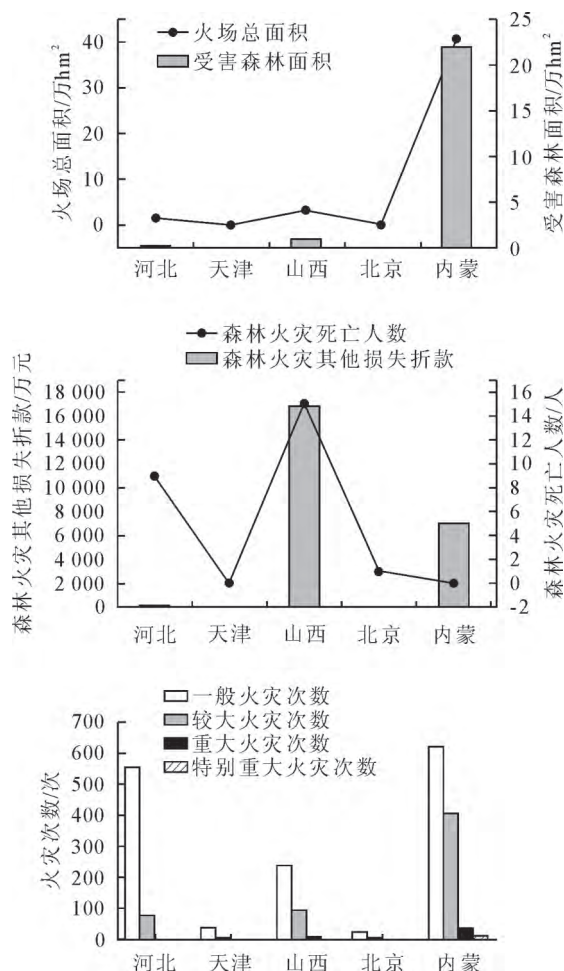 火场总面积
受害森林面积
火场总面积/万hm²
40
30
20
10
0
受害森林面积/万hm²
25
20
15
10
5
0
河北 天津 山西 北京 内蒙
森林火灾死亡人数
森林火灾其他损失折款
森林火灾其他损失折款/万元
18 000
16 000
14 000
12 000
10 000
8 000
6 000
4 000
2 000
0
森林火灾死亡人数/人
16
14
12
10
8
6
4
2
0
-2
河北 天津 山西 北京 内蒙
一般火灾次数
较大火灾次数
重大火灾次数
特别重大火灾次数
火灾次数/次
700
600
500
400
300
200
100
0
河北 天津 山西 北京 内蒙